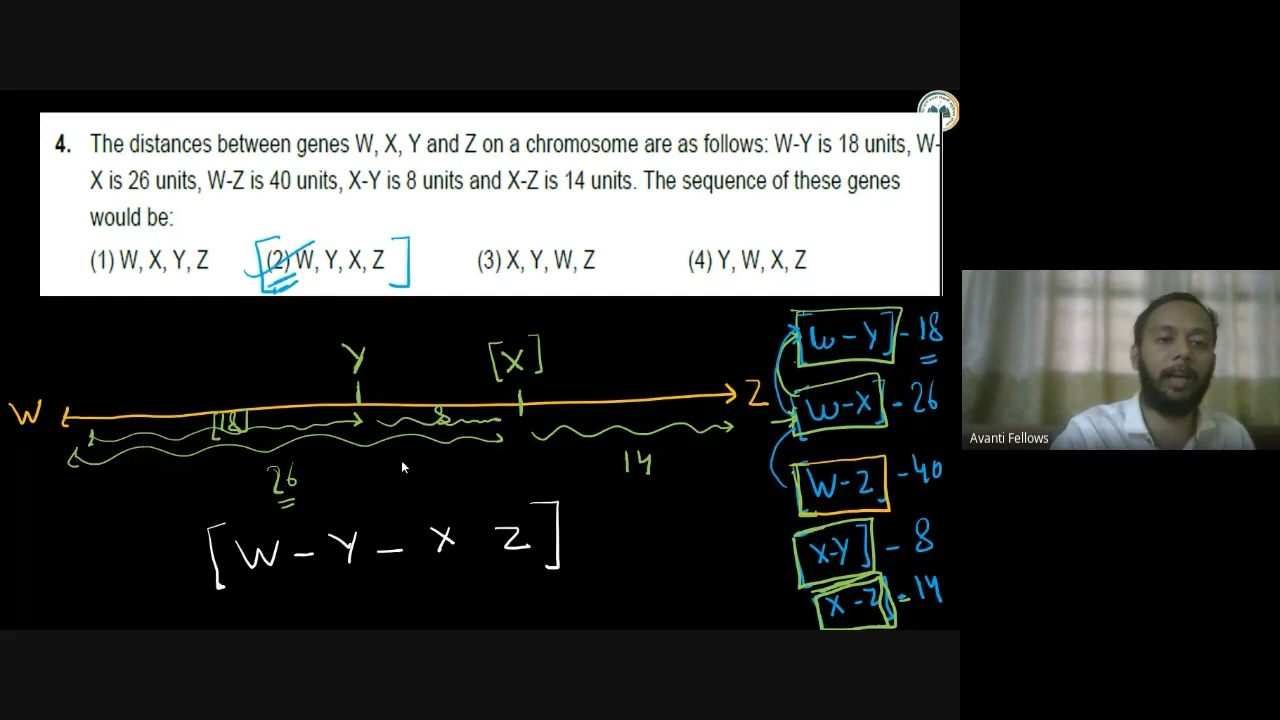 4. The distances between genes W, X, Y and Z on a chromosome are as follows: W-Y is 18 units, W-
X is 26 units, W-Z is 40 units, X-Y is 8 units and X-Z is 14 units. The sequence of these genes
would be:
(1) W, X, Y, Z [(2) W, Y, X, Z] (3) X, Y, W, Z (4) Y, W, X, Z
[W-Y] - 18
Y [X]
[W-X] - 26
W Z
[18] 8
Avanti Fellows
26 14
[W-Z] - 40
[W - Y - X Z]
X-Y] - 8
X-Z] = 14